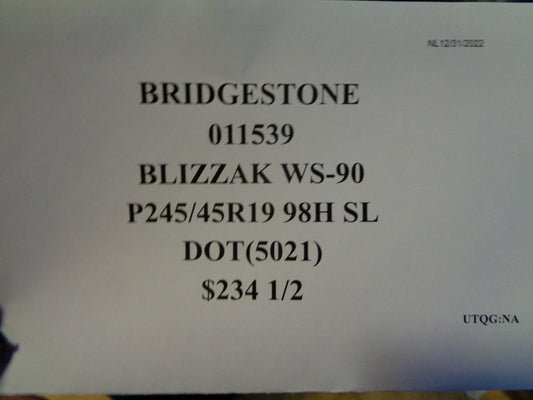 NL12/31/2022
BRIDGESTONE
011539
BLIZZAK WS-90
P245/45R19 98H SL
DOT(5021)
$234 1/2
UTQG:NA